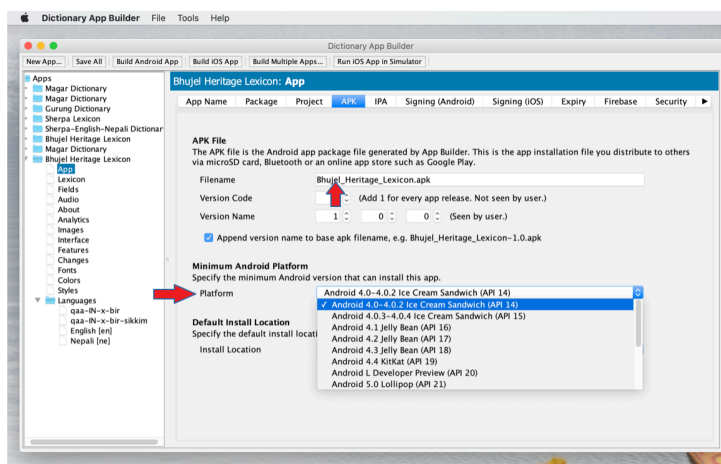 Dictionary App Builder File Tools Help
Dictionary App Builder
New App... Save All Build Android App Build iOS App Build Multiple Apps... Run iOS App in Simulator
Apps
Magar Dictionary
Magar Dictionary
Gurung Dictionary
Sherpa Lexicon
Sherpa-English-Nepali Dictionar
Bhujel Heritage Lexicon
Magar Dictionary
Bhujel Heritage Lexicon
App
Lexicon
Fields
Audio
About
Analytics
Images
Interface
Features
Changes
Fonts
Colors
Styles
Languages
qaa-IN-x-bir
qaa-IN-x-bir-sikkim
English [en]
Nepali [ne]
Bhujel Heritage Lexicon: App
App Name Package Project APK IPA Signing (Android) Signing (iOS) Expiry Firebase Security
APK File
The APK file is the Android app package file generated by App Builder. This is the app installation file you distribute to others
via microSD card, Bluetooth or an online app store such as Google Play.
Filename Bhujel_Heritage_Lexicon.apk
Version Code (Add 1 for every app release. Not seen by user.)
Version Name 1 0 0 (Seen by user.)
Append version name to base apk filename, e.g. Bhujel_Heritage_Lexicon-1.0.apk
Minimum Android Platform
Specify the minimum Android version that can install this app.
Platform Android 4.0-4.0.2 Ice Cream Sandwich (API 14)
✓ Android 4.0-4.0.2 Ice Cream Sandwich (API 14)
Android 4.0.3-4.0.4 Ice Cream Sandwich (API 15)
Android 4.1 Jelly Bean (API 16)
Android 4.2 Jelly Bean (API 17)
Android 4.3 Jelly Bean (API 18)
Android 4.4 KitKat (API 19)
Android L Developer Preview (API 20)
Android 5.0 Lollipop (API 21)
Default Install Location
Specify the default install locati
Install Location